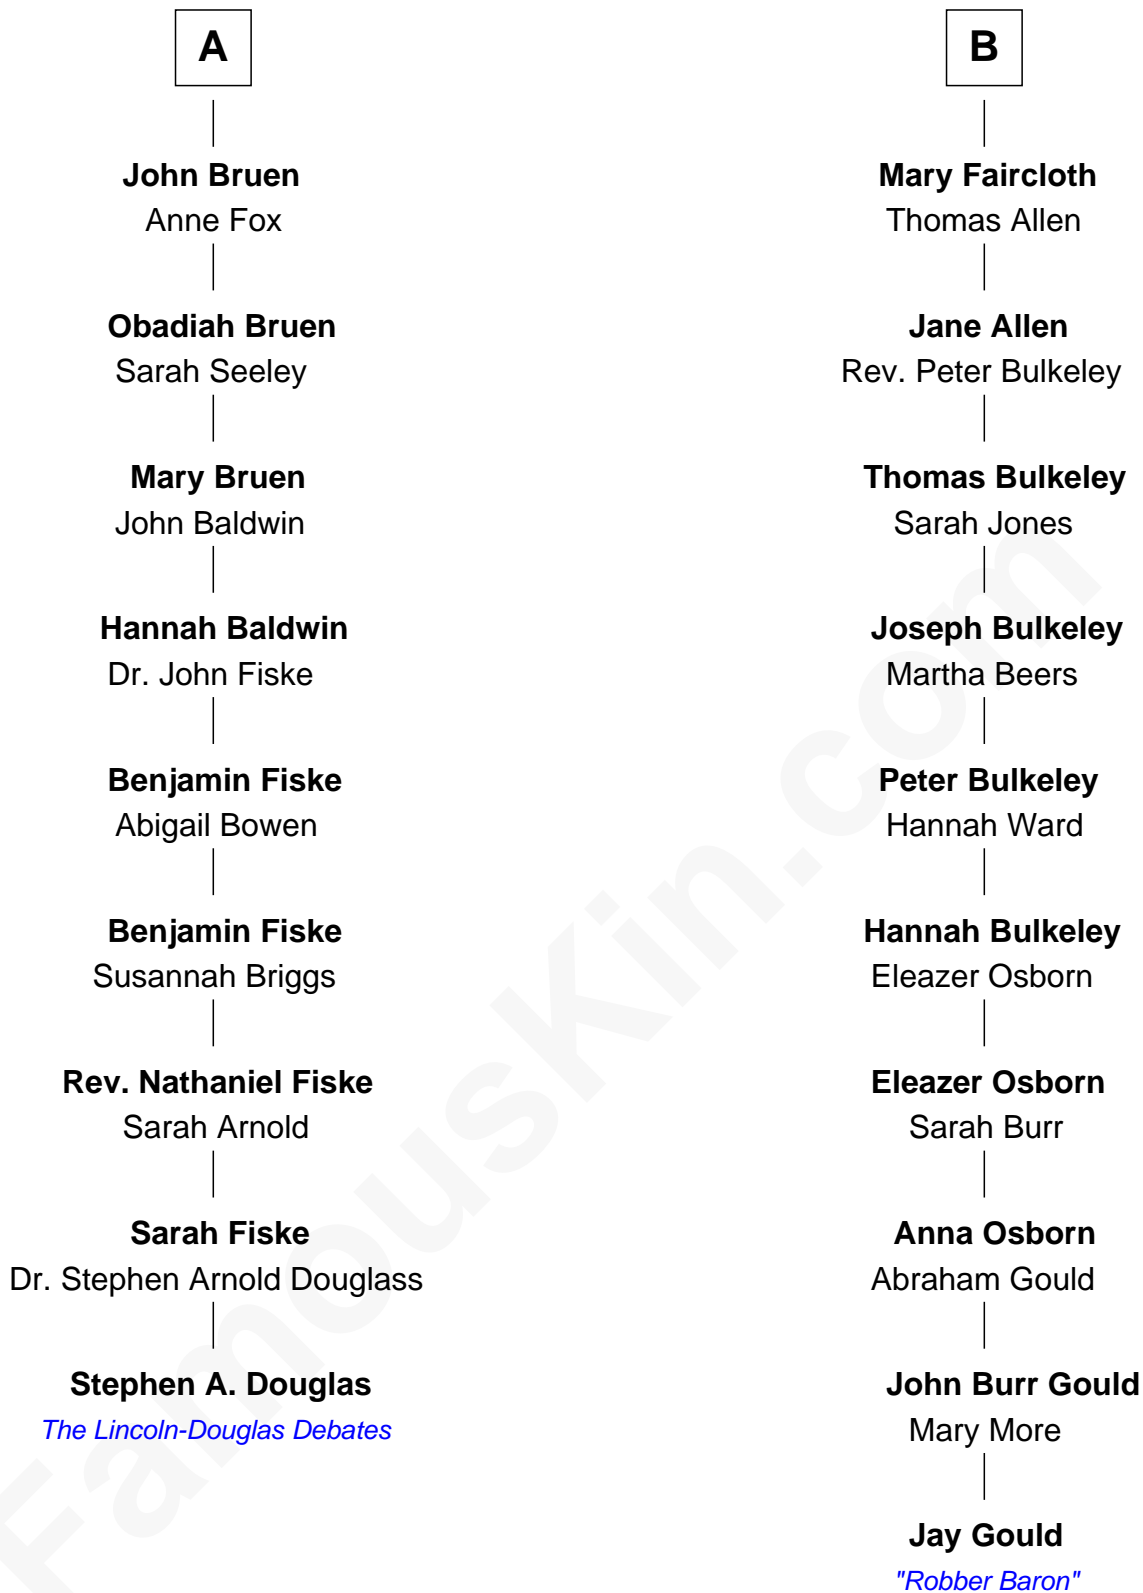 A
John Bruen
Anne Fox
Obadiah Bruen
Sarah Seeley
Mary Bruen
John Baldwin
Hannah Baldwin
Dr. John Fiske
Benjamin Fiske
Abigail Bowen
Benjamin Fiske
Susannah Briggs
Rev. Nathaniel Fiske
Sarah Arnold
Sarah Fiske
Dr. Stephen Arnold Douglass
Stephen A. Douglas
The Lincoln-Douglas Debates
B
Mary Faircloth
Thomas Allen
Jane Allen
Rev. Peter Bulkeley
Thomas Bulkeley
Sarah Jones
Joseph Bulkeley
Martha Beers
Peter Bulkeley
Hannah Ward
Hannah Bulkeley
Eleazer Osborn
Eleazer Osborn
Sarah Burr
Anna Osborn
Abraham Gould
John Burr Gould
Mary More
Jay Gould
"Robber Baron"
FamousKin.com